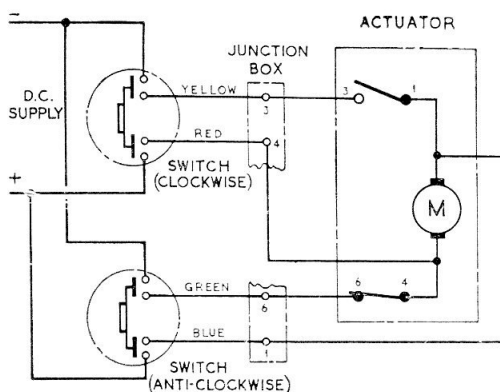 ACTUATOR
JUNCTION
BOX
−
D.C.
SUPPLY
+
YELLOW
3
3
1
RED
4
SWITCH
(CLOCKWISE)
M
GREEN
6
6
4
BLUE
1
SWITCH
(ANTI-CLOCKWISE)